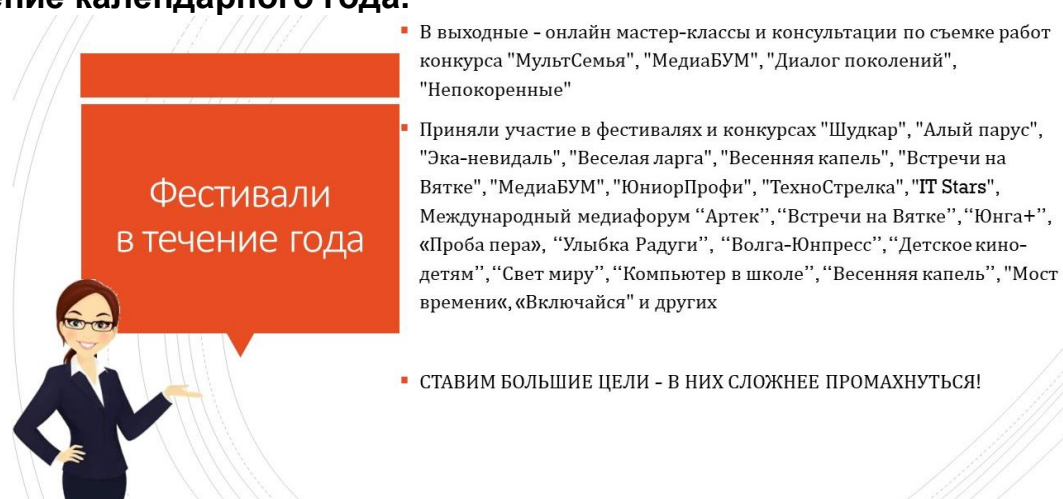 ние календарного года.
Фестивали
в течение года
В выходные - онлайн мастер-классы и консультации по съемке работ
конкурса "МультСемья", "МедиаБУМ", "Диалог поколений",
"Непокоренные"
Приняли участие в фестивалях и конкурсах "Шудкар", "Алый парус",
"Эка-невидаль", "Веселая ларга", "Весенняя капель", "Встречи на
Вятке", "МедиаБУМ", "ЮниорПрофи", "ТехноСтрелка", "IT Stars",
Международный медиафорум ‘‘Артек’’, ‘‘Встречи на Вятке’’, ‘‘Юнга+’’,
«Проба пера», ‘‘Улыбка Радуги’’, ‘‘Волга-Юнпресс’’, ‘‘Детское кино-
детям’’, ‘‘Свет миру’’, ‘‘Компьютер в школе’’, ‘‘Весенняя капель’’, "Мост
времени«, «Включайся" и других
СТАВИМ БОЛЬШИЕ ЦЕЛИ - В НИХ СЛОЖНЕЕ ПРОМАХНУТЬСЯ!